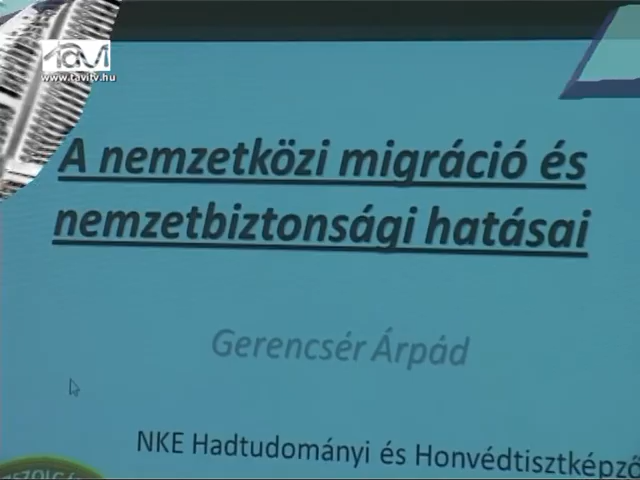 TAVI
www.tavitv.hu
A nemzetközi migráció és
nemzetbiztonsági hatásai
Gerencsér Árpád
NKE Hadtudományi és Honvédtisztképző